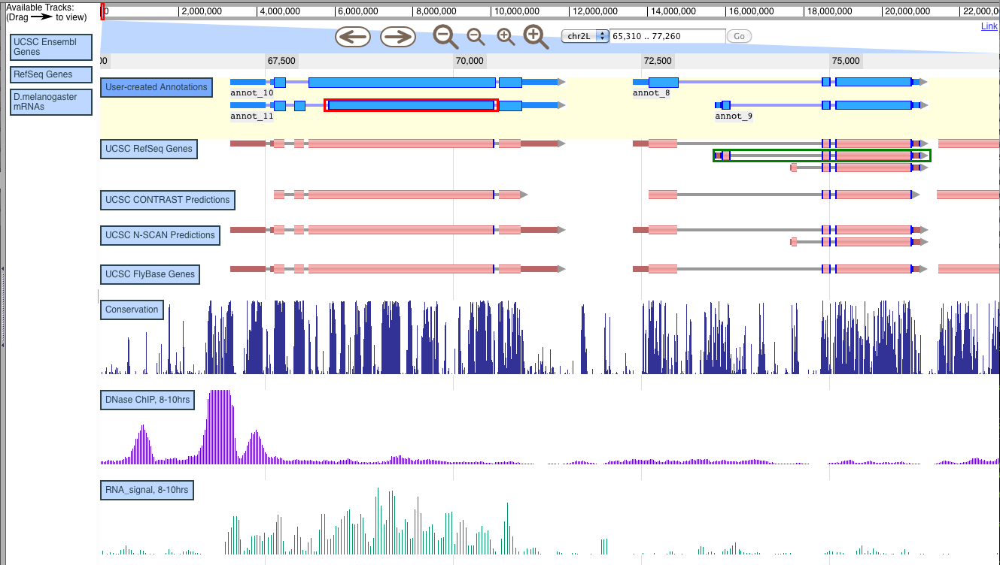 Available Tracks:
(Drag to view)
0 2,000,000 4,000,000 6,000,000 8,000,000 10,000,000 12,000,000 14,000,000 16,000,000 18,000,000 20,000,000 22,000,0
Link
chr2L 65,310 .. 77,260 Go
UCSC Ensembl
Genes
00 67,500 70,000 72,500 75,000
RefSeq Genes
User-created Annotations
annot_10
annot_8
D.melanogaster
mRNAs
annot_11
annot_9
UCSC RefSeq Genes
UCSC CONTRAST Predictions
UCSC N-SCAN Predictions
UCSC FlyBase Genes
Conservation
DNase ChIP, 8-10hrs
RNA_signal, 8-10hrs